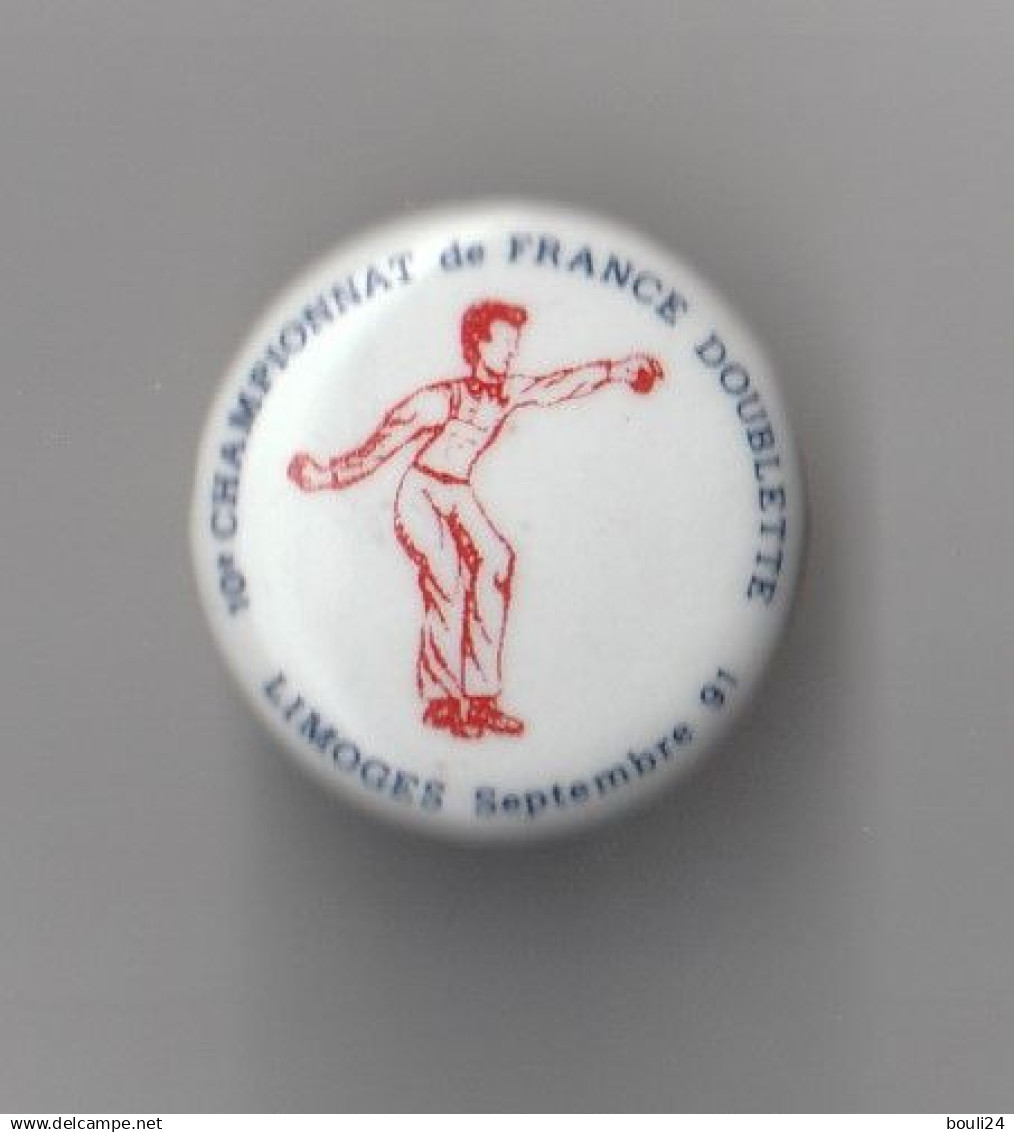 10e CHAMPIONNAT de FRANCE DOUBLETTE
LIMOGES Septembre 91
www.delcampe.net
bouli24